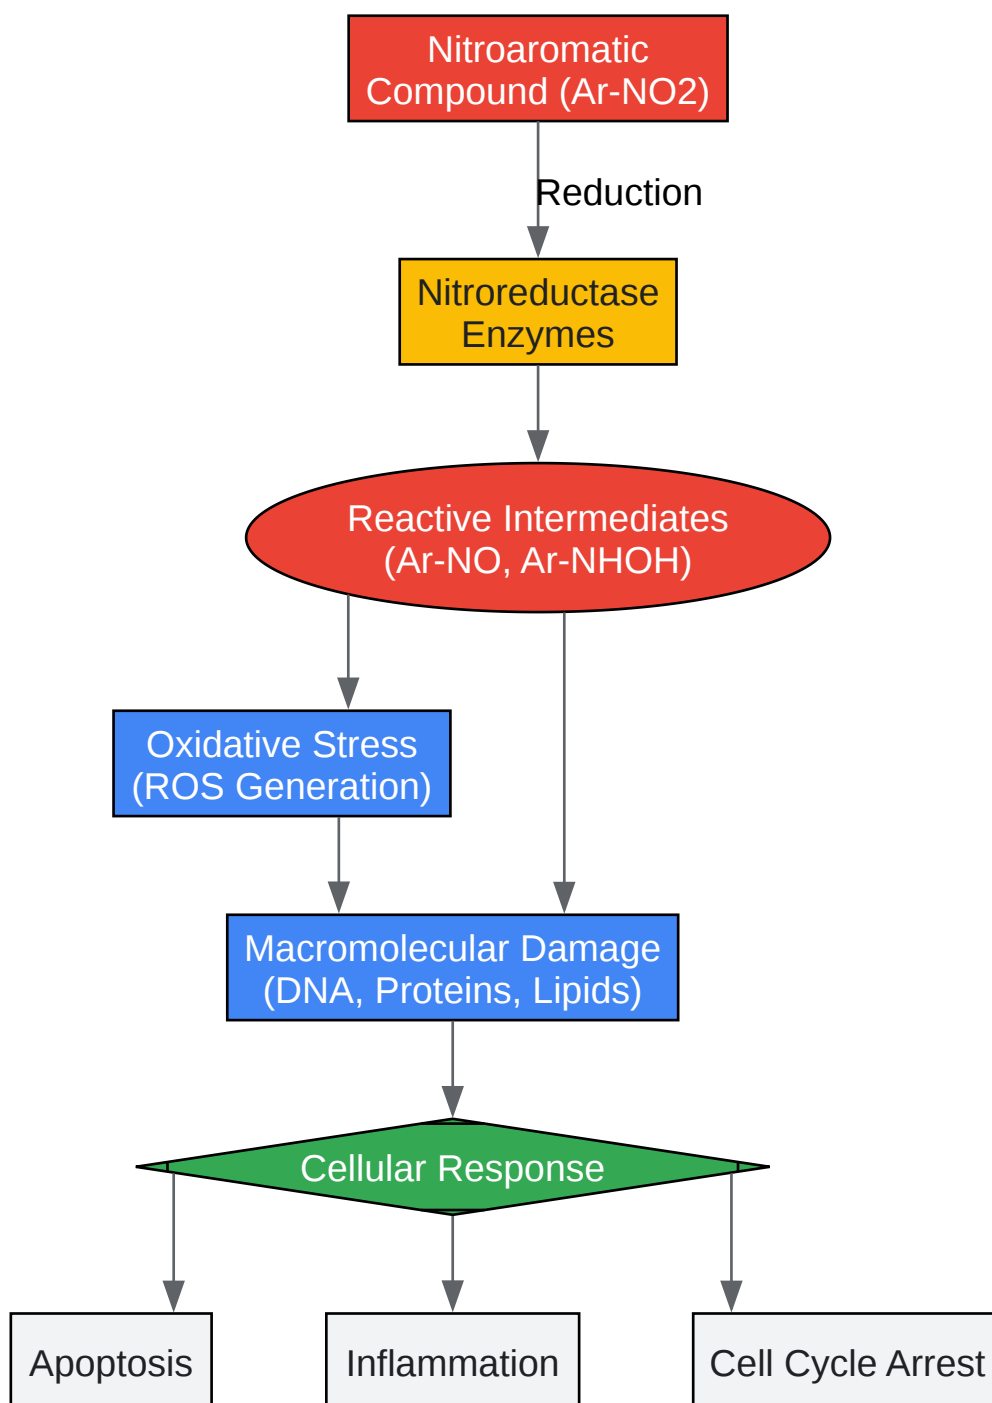 Nitroaromatic
Compound (Ar-NO2)
Reduction
Nitroreductase
Enzymes
Reactive Intermediates
(Ar-NO, Ar-NHOH)
Oxidative Stress
(ROS Generation)
Macromolecular Damage
(DNA, Proteins, Lipids)
Cellular Response
Apoptosis
Inflammation
Cell Cycle Arrest